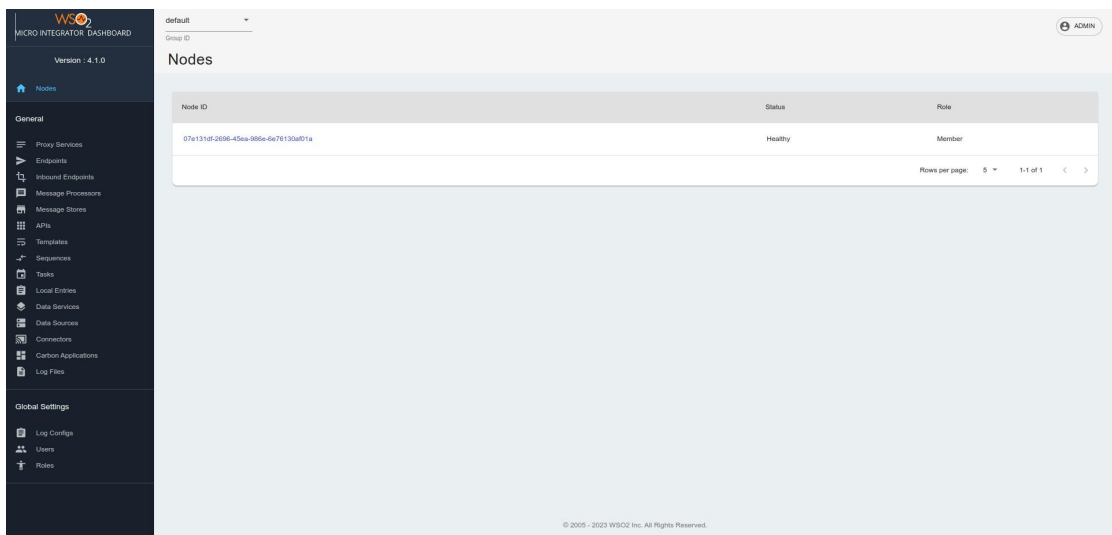 WSO2
MICRO INTEGRATOR DASHBOARD
Version : 4.1.0
Nodes
General
Proxy Services
Endpoints
Inbound Endpoints
Message Processors
Message Stores
APIs
Templates
Sequences
Tasks
Local Entries
Data Services
Data Sources
Connectors
Carbon Applications
Log Files
Global Settings
Log Configs
Users
Roles
default
Group ID
ADMIN
Nodes
Node ID Status Role
07e131df-2696-45ea-986e-6e76130af01a Healthy Member
Rows per page: 5 1-1 of 1
© 2005 - 2023 WSO2 Inc. All Rights Reserved.